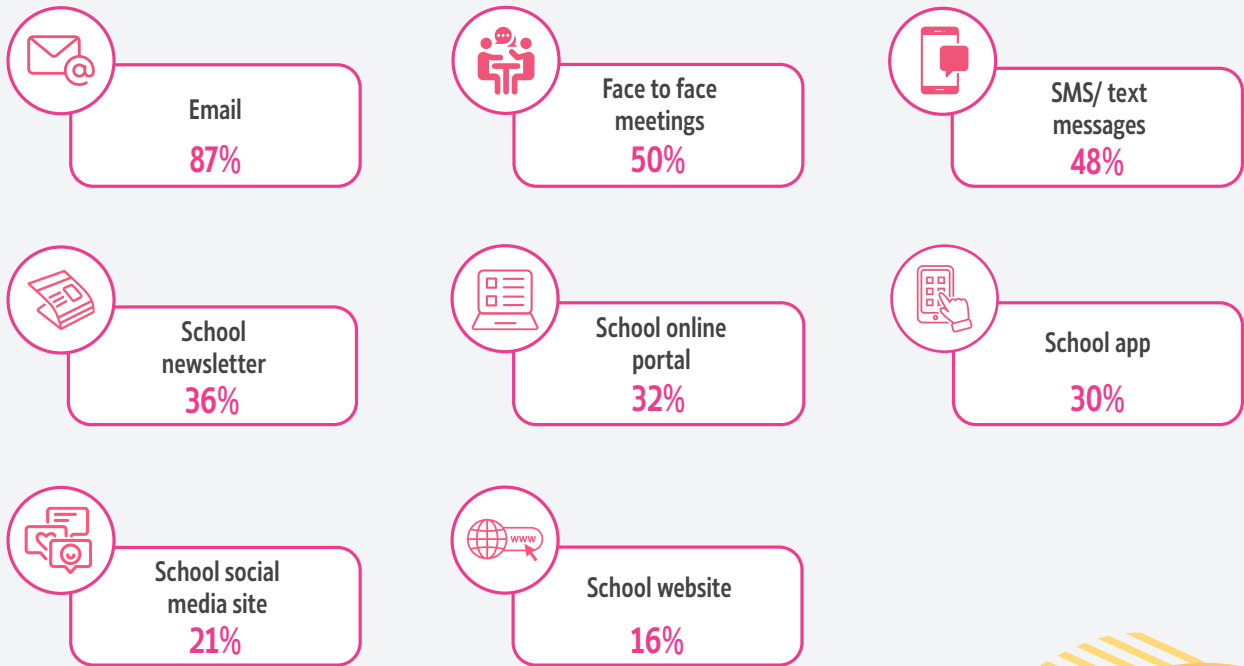 Email
87%
Face to face
meetings
50%
SMS/ text
messages
48%
School
newsletter
36%
School online
portal
32%
School app
30%
School social
media site
21%
www
School website
16%